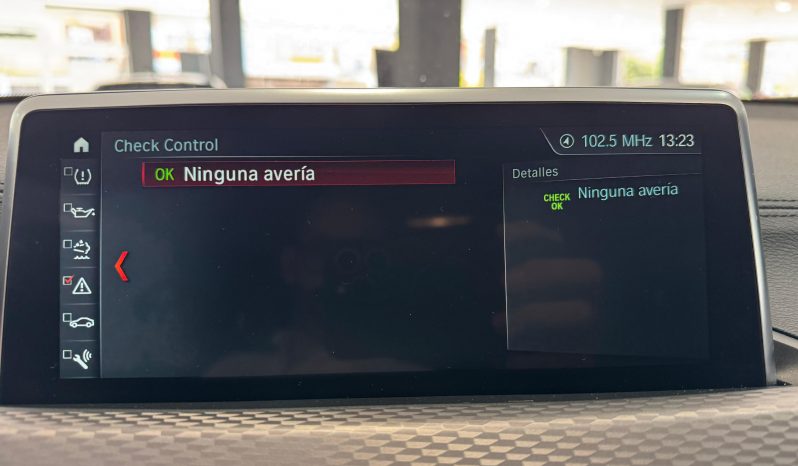 Check Control
102.5 MHz 13:23
OK Ninguna avería
Detalles
CHECK OK Ninguna avería